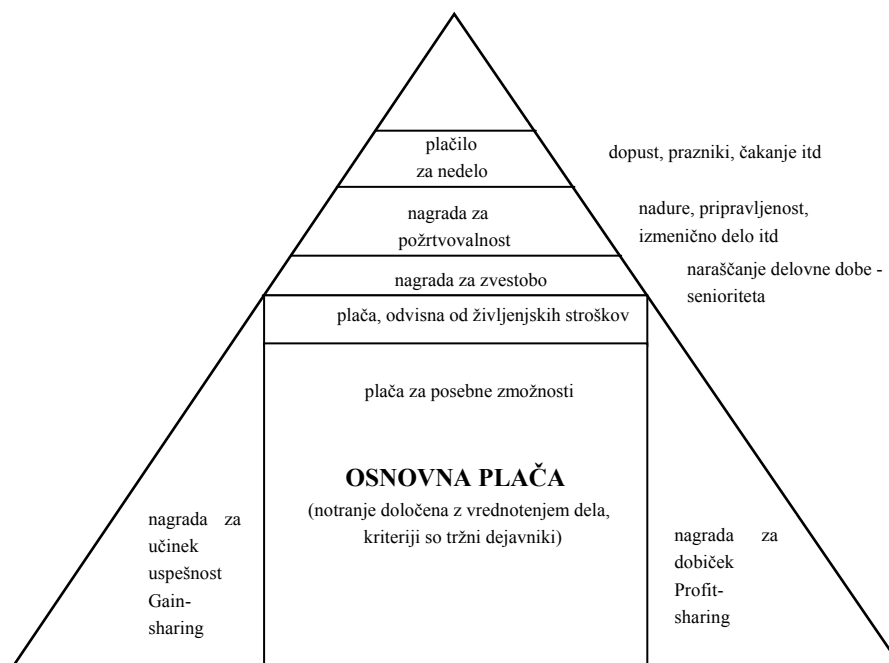 plačilo
za nedelo
dopust, prazniki, čakanje itd
nagrada za
požrtvovalnost
nadure, pripravljenost,
izmenično delo itd
nagrada za zvestobo
naraščanje delovne dobe -
senioriteta
plača, odvisna od življenjskih stroškov
plača za posebne zmožnosti
OSNOVNA PLAČA
(notranje določena z vrednotenjem dela,
kriteriji so tržni dejavniki)
nagrada za
učinek
uspešnost
Gain-
sharing
nagrada za
dobiček
Profit-
sharing